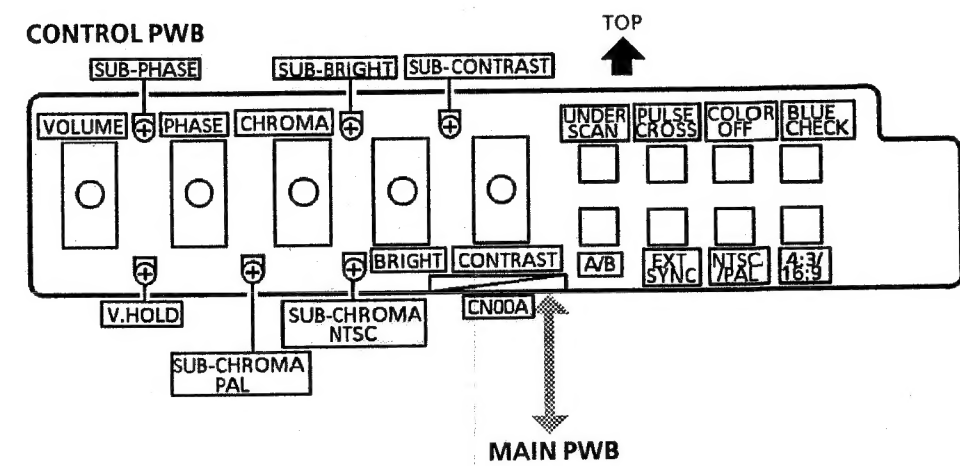 TOP
CONTROL PWB
SUB-PHASE
SUB-BRIGHT
SUB-CONTRAST
VOLUME
PHASE
CHROMA
UNDER
SCAN
PULSE
CROSS
COLOR
OFF
BLUE
CHECK
BRIGHT
CONTRAST
A/B
EXT
SYNC
NTSC
/PAL
4:3/
16:9
V.HOLD
SUB-CHROMA
NTSC
CN00A
SUB-CHROMA
PAL
MAIN PWB